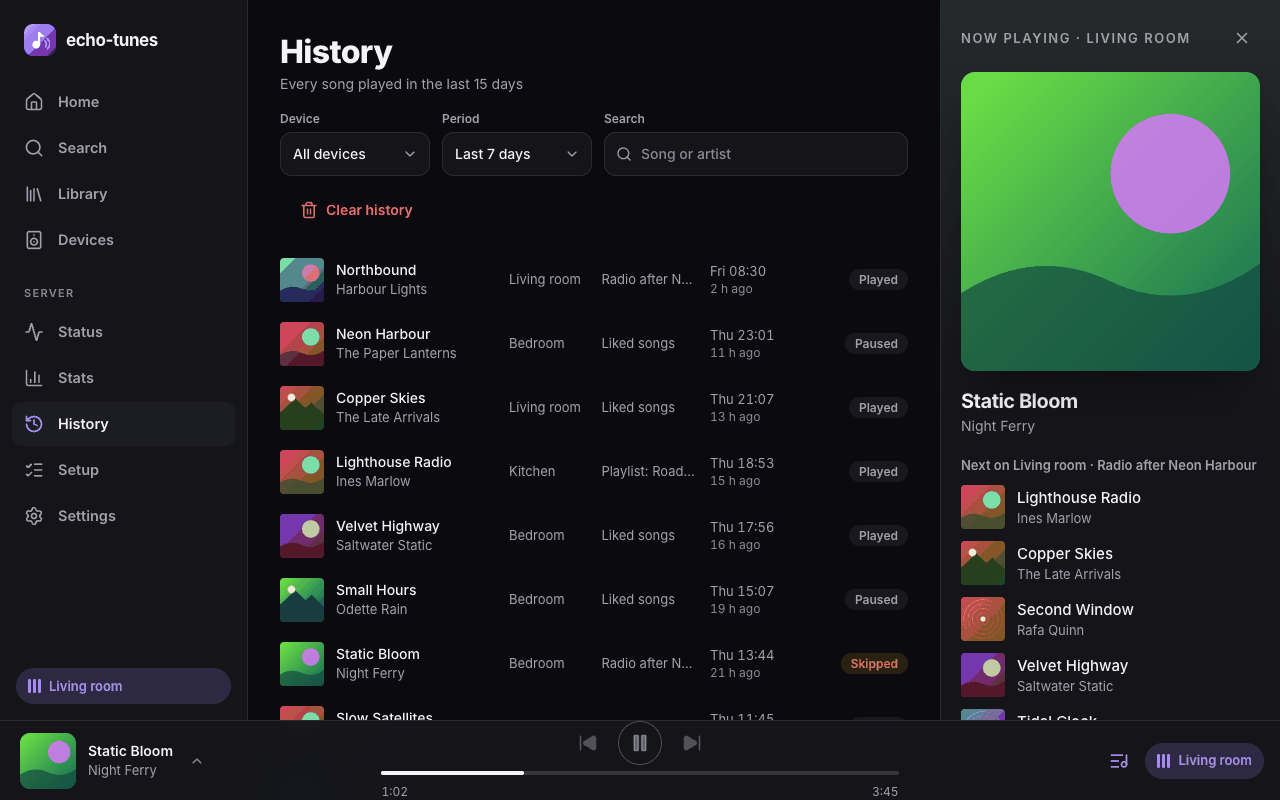 echo-tunes
Home
Search
Library
Devices
SERVER
Status
Stats
History
Setup
Settings
Living room
History
Every song played in the last 15 days
Device
Period
Search
All devices
Last 7 days
Song or artist
Clear history
Northbound
Harbour Lights
Living room
Radio after N...
Fri 08:30
2 h ago
Played
Neon Harbour
The Paper Lanterns
Bedroom
Liked songs
Thu 23:01
11 h ago
Paused
Copper Skies
The Late Arrivals
Living room
Liked songs
Thu 21:07
13 h ago
Played
Lighthouse Radio
Ines Marlow
Kitchen
Playlist: Road...
Thu 18:53
15 h ago
Played
Velvet Highway
Saltwater Static
Bedroom
Liked songs
Thu 17:56
16 h ago
Played
Small Hours
Odette Rain
Bedroom
Liked songs
Thu 15:07
19 h ago
Paused
Static Bloom
Night Ferry
Bedroom
Radio after N...
Thu 13:44
21 h ago
Skipped
Slow Satellites
Thu 11:45
NOW PLAYING · LIVING ROOM
Static Bloom
Night Ferry
Next on Living room · Radio after Neon Harbour
Lighthouse Radio
Ines Marlow
Copper Skies
The Late Arrivals
Second Window
Rafa Quinn
Velvet Highway
Saltwater Static
Tidal Clock
Static Bloom
Night Ferry
1:02
3:45
Living room